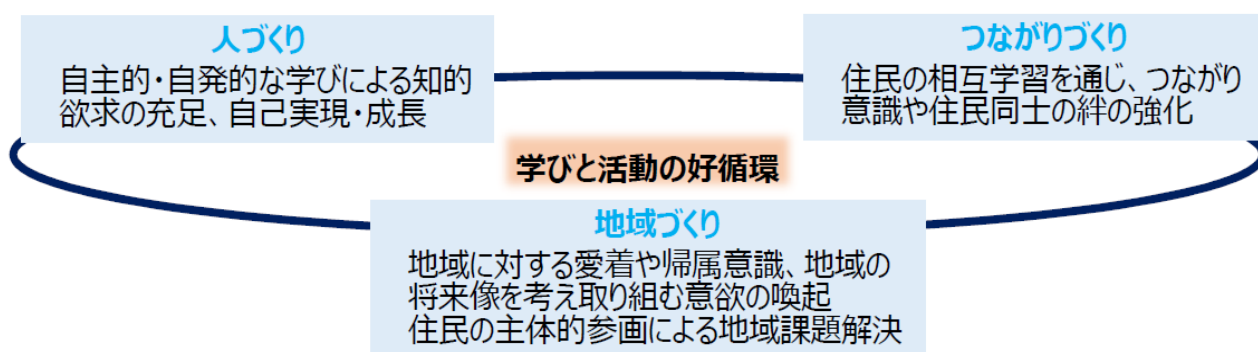 人づくり
自主的・自発的な学びによる知的
欲求の充足、自己実現・成長
つながりづくり
住民の相互学習を通じ、つながり
意識や住民同士の絆の強化
学びと活動の好循環
地域づくり
地域に対する愛着や帰属意識、地域の
将来像を考え取り組む意欲の喚起
住民の主体的参画による地域課題解決